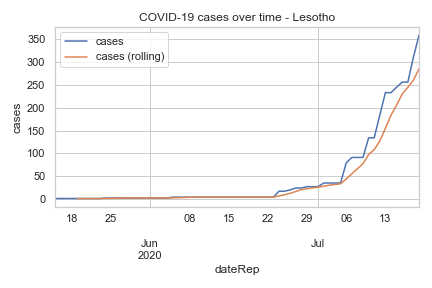 COVID-19 cases over time - Lesotho
cases
cases (rolling)
350
300
250
200
150
100
50
0
cases
18 25 08 15 22 29 06 13
Jun Jul
2020
dateRep